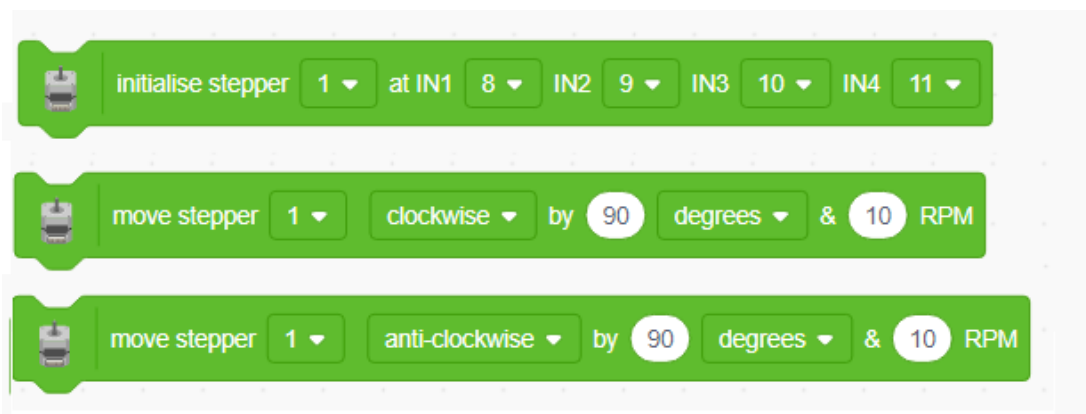 initialise stepper 1 at IN1 8 IN2 9 IN3 10 IN4 11
move stepper 1 clockwise by 90 degrees & 10 RPM
move stepper 1 anti-clockwise by 90 degrees & 10 RPM